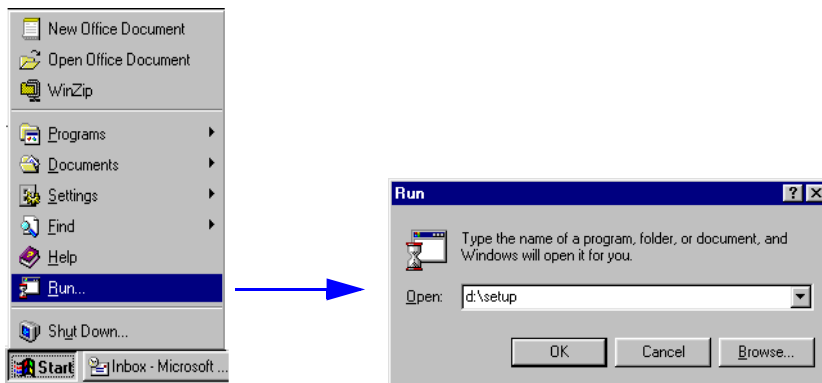 New Office Document
Open Office Document
WinZip
Programs
Documents
Settings
Find
Help
Run...
Shut Down...
Start
Inbox - Microsoft ...
Run
Type the name of a program, folder, or document, and
Windows will open it for you.
Open:
d:\setup
OK
Cancel
Browse...